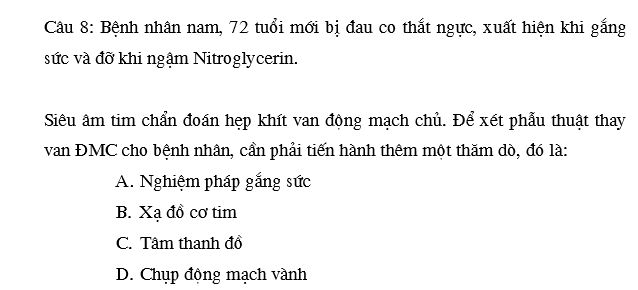 Câu 8: Bệnh nhân nam, 72 tuổi mới bị đau co thắt ngực, xuất hiện khi gắng
sức và đỡ khi ngậm Nitroglycerin.
Siêu âm tim chẩn đoán hẹp khít van động mạch chủ. Để xét phẫu thuật thay
van ĐMC cho bệnh nhân, cần phải tiến hành thêm một thăm dò, đó là:
A. Nghiệm pháp gắng sức
B. Xạ đồ cơ tim
C. Tâm thanh đồ
D. Chụp động mạch vành